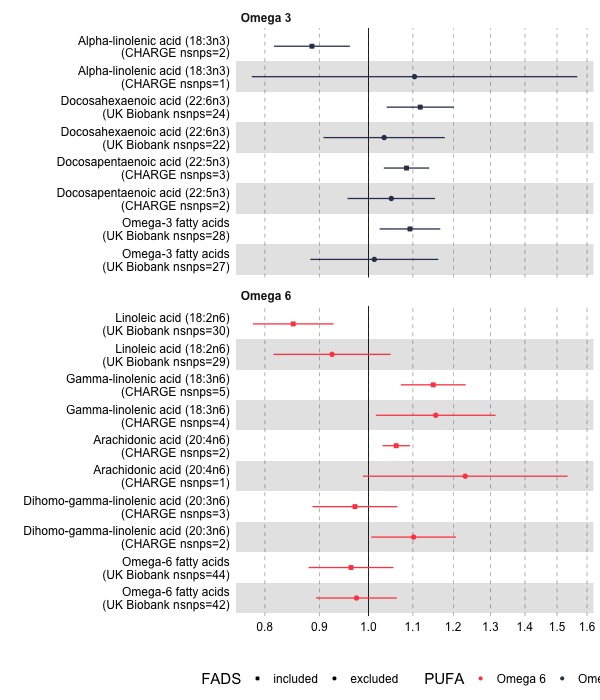 Omega 3
Alpha-linolenic acid (18:3n3)
(CHARGE nsnps=2)
Alpha-linolenic acid (18:3n3)
(CHARGE nsnps=1)
Docosahexaenoic acid (22:6n3)
(UK Biobank nsnps=24)
Docosahexaenoic acid (22:6n3)
(UK Biobank nsnps=22)
Docosapentaenoic acid (22:5n3)
(CHARGE nsnps=3)
Docosapentaenoic acid (22:5n3)
(CHARGE nsnps=2)
Omega-3 fatty acids
(UK Biobank nsnps=28)
Omega-3 fatty acids
(UK Biobank nsnps=27)
Omega 6
Linoleic acid (18:2n6)
(UK Biobank nsnps=30)
Linoleic acid (18:2n6)
(UK Biobank nsnps=29)
Gamma-linolenic acid (18:3n6)
(CHARGE nsnps=5)
Gamma-linolenic acid (18:3n6)
(CHARGE nsnps=4)
Arachidonic acid (20:4n6)
(CHARGE nsnps=2)
Arachidonic acid (20:4n6)
(CHARGE nsnps=1)
Dihomo-gamma-linolenic acid (20:3n6)
(CHARGE nsnps=3)
Dihomo-gamma-linolenic acid (20:3n6)
(CHARGE nsnps=2)
Omega-6 fatty acids
(UK Biobank nsnps=44)
Omega-6 fatty acids
(UK Biobank nsnps=42)
0.8 0.9 1.0 1.1 1.2 1.3 1.4 1.5 1.6
FADS included excluded PUFA Omega 6